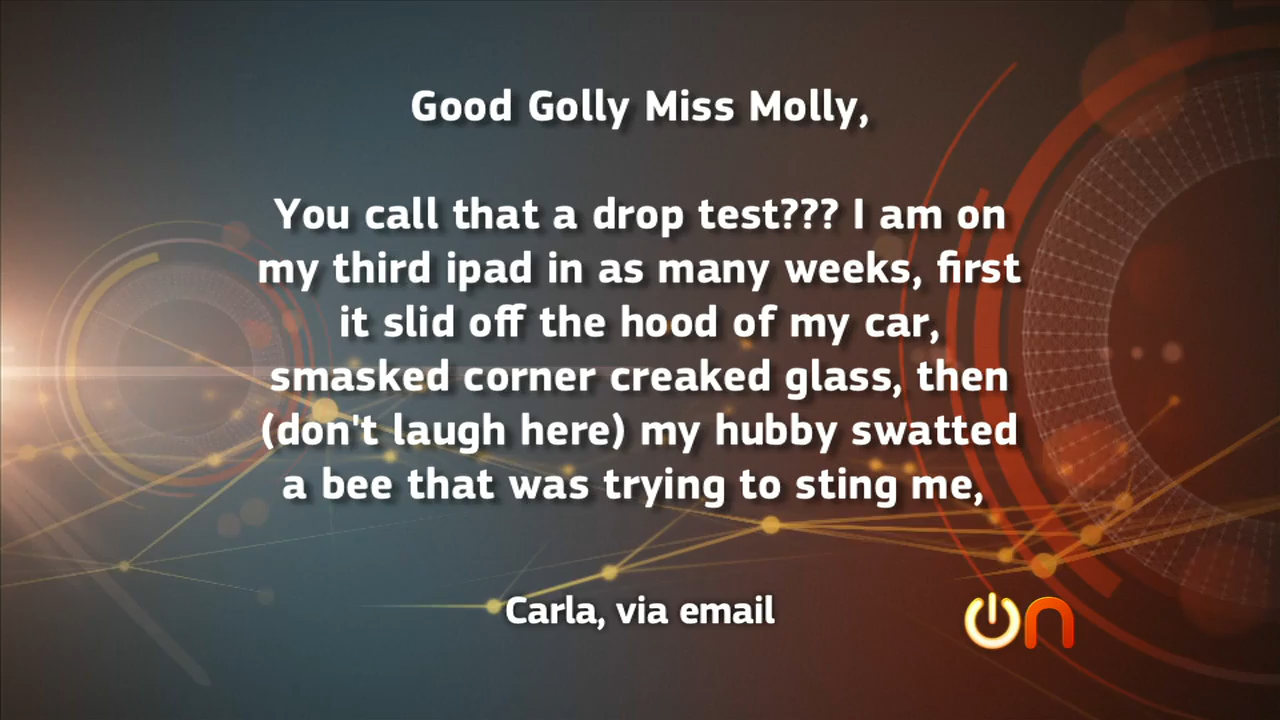 Good Golly Miss Molly,
You call that a drop test??? I am on
my third ipad in as many weeks, first
it slid off the hood of my car,
smasked corner creaked glass, then
(don't laugh here) my hubby swatted
a bee that was trying to sting me,
Carla, via email
On